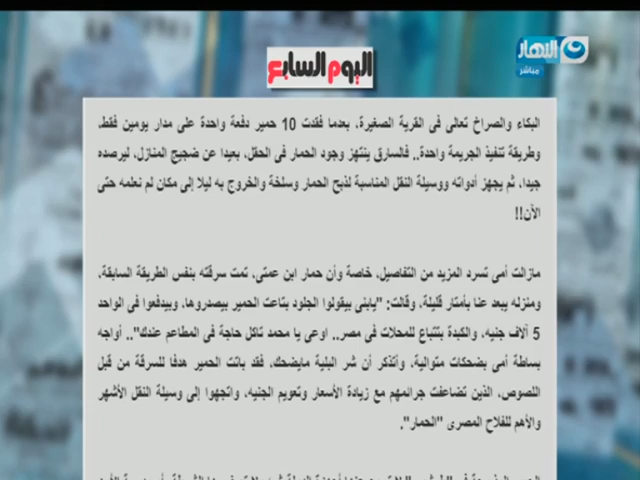 اليوم السابع
النهار
مباشر
البكاء والصراخ تعالى فى القرية الصغيرة، بعدما فقدت 10 حمير دفعة واحدة على مدار يومين فقط،
وطريقة تنفيذ الجريمة واحدة.. فالسارق ينتهز وجود الحمار فى الحقل، بعيدا عن ضجيج المنازل، ليرصده
جيدا، ثم يجهز أدواته ووسيلة النقل المناسبة لذبح الحمار وسلخة والخروج به ليلا إلى مكان لم نعلمه حتى
الآن!!
مازالت أمى تسرد المزيد من التفاصيل، خاصة وأن حمار ابن عمتى، تمت سرقته بنفس الطريقة السابقة،
ومنزله يبعد عنا بأمتار قليلة، وقالت: "يابنى بيقولوا الجلود بتاعت الحمير بيصدروها، وبيدفعوا فى الواحد
5 آلاف جنيه، والكبدة بتتباع للمحلات فى مصر.. اوعى يا محمد تاكل حاجة فى المطاعم عندك".. أواجه
بساطة أمى بضحكات متوالية، وأتذكر أن شر البلية مايضحك، فقد باتت الحمير هدفا للسرقة من قبل
اللصوص، الذين تضاعفت جرائمهم مع زيادة الأسعار وتعويم الجنيه، واتجهوا إلى وسيلة النقل الأشهر
والأهم للفلاح المصرى "الحمار".